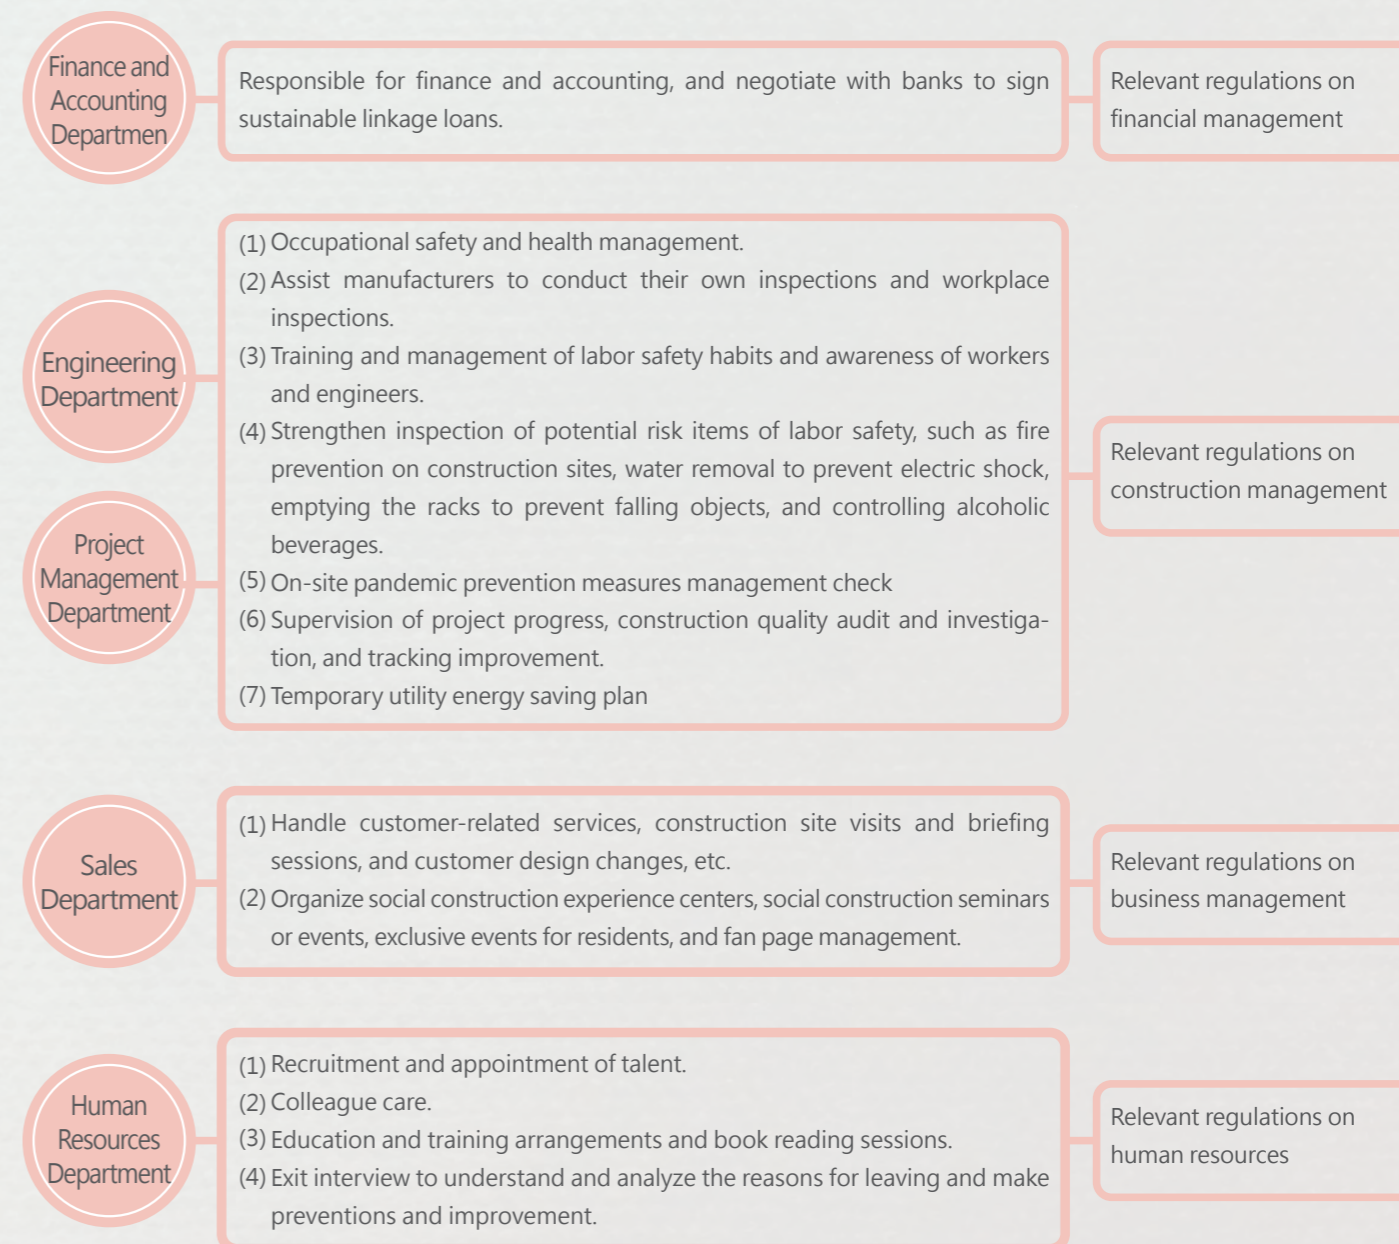 Finance and
Accounting
Departmen
Responsible for finance and accounting, and negotiate with banks to sign
sustainable linkage loans.
Relevant regulations on
financial management
Engineering
Department
Project
Management
Department
(1) Occupational safety and health management.
(2) Assist manufacturers to conduct their own inspections and workplace
inspections.
(3) Training and management of labor safety habits and awareness of workers
and engineers.
(4) Strengthen inspection of potential risk items of labor safety, such as fire
prevention on construction sites, water removal to prevent electric shock,
emptying the racks to prevent falling objects, and controlling alcoholic
beverages.
(5) On-site pandemic prevention measures management check
(6) Supervision of project progress, construction quality audit and investiga-
tion, and tracking improvement.
(7) Temporary utility energy saving plan
Relevant regulations on
construction management
Sales
Department
(1) Handle customer-related services, construction site visits and briefing
sessions, and customer design changes, etc.
(2) Organize social construction experience centers, social construction seminars
or events, exclusive events for residents, and fan page management.
Relevant regulations on
business management
Human
Resources
Department
(1) Recruitment and appointment of talent.
(2) Colleague care.
(3) Education and training arrangements and book reading sessions.
(4) Exit interview to understand and analyze the reasons for leaving and make
preventions and improvement.
Relevant regulations on
human resources